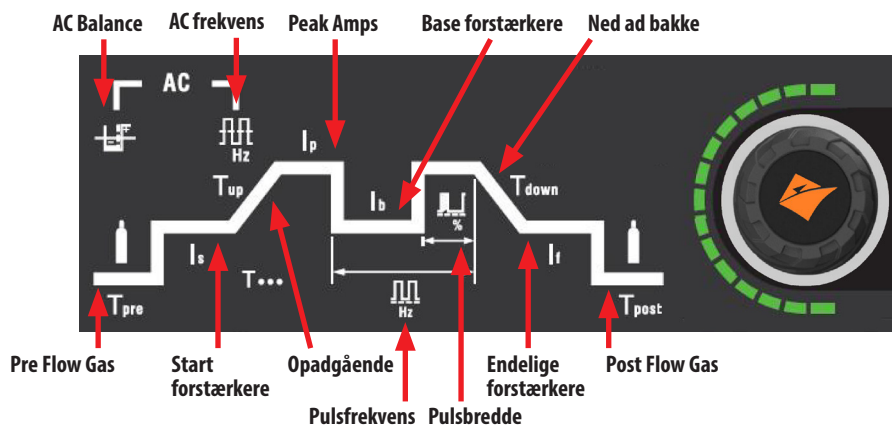 AC Balance
AC frekvens
Peak Amps
Base forstærkere
Ned ad bakke
AC
Hz
Ip
Tup
Ib
Tdown
%
Is
If
T•••
Hz
Tpre
Tpost
Pre Flow Gas
Start
forstærkere
Opadgående
Endelige
forstærkere
Post Flow Gas
Pulsfrekvens
Pulsbredde